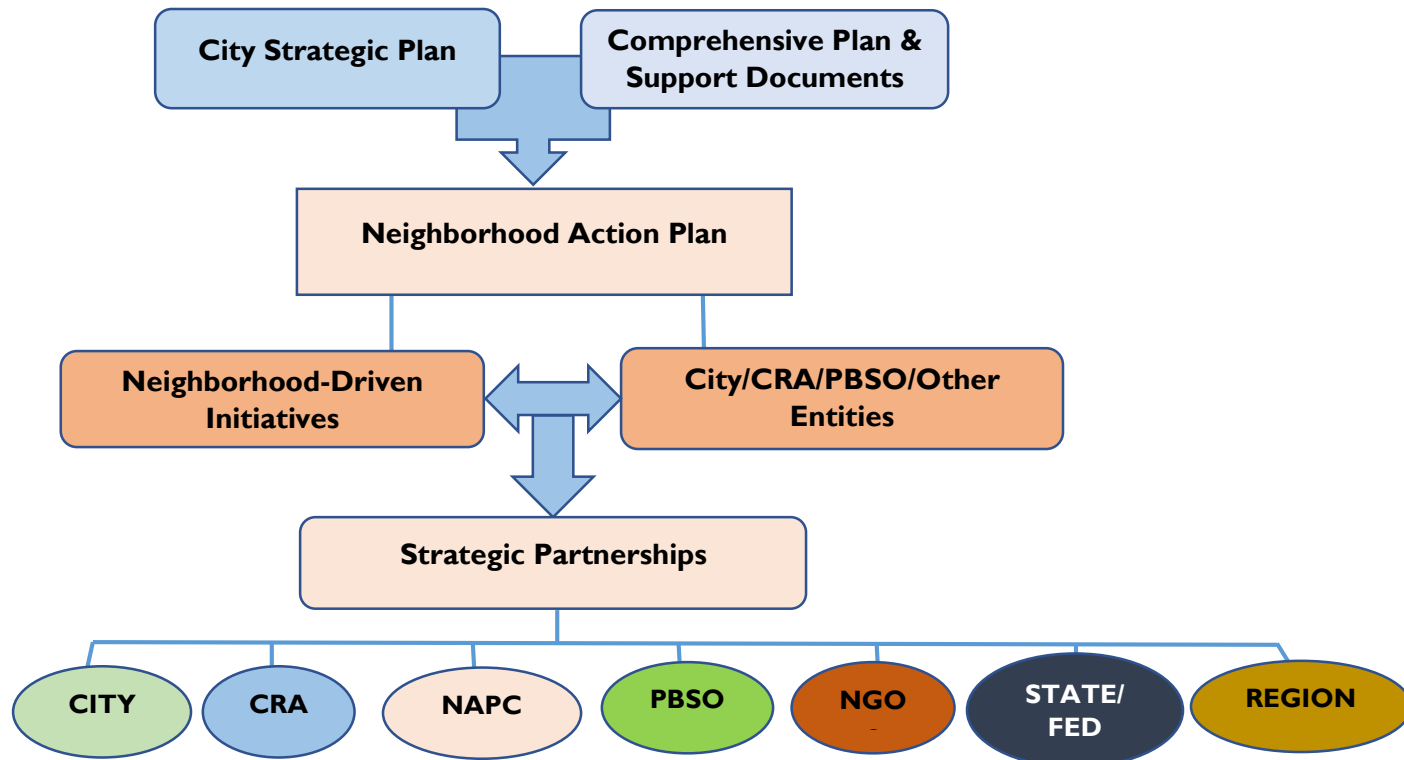 City Strategic Plan
Comprehensive Plan &
Support Documents
Neighborhood Action Plan
Neighborhood-Driven
Initiatives
City/CRA/PBSO/Other
Entities
Strategic Partnerships
CITY
CRA
NAPC
PBSO
NGO
STATE/
FED
REGION